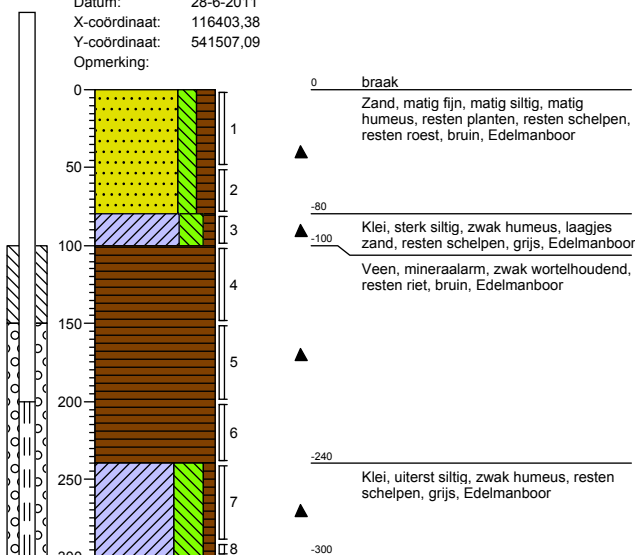 Datum: 28-6-2011
X-coördinaat: 116403,38
Y-coördinaat: 541507,09
Opmerking:
0
50
100
150
200
250
300
1
2
3
4
5
6
7
8
0 braak
Zand, matig fijn, matig siltig, matig
humeus, resten planten, resten schelpen,
resten roest, bruin, Edelmanboor
-80
Klei, sterk siltig, zwak humeus, laagjes
zand, resten schelpen, grijs, Edelmanboor
-100
Veen, mineraalarm, zwak wortelhoudend,
resten riet, bruin, Edelmanboor
-240
Klei, uiterst siltig, zwak humeus, resten
schelpen, grijs, Edelmanboor
-300